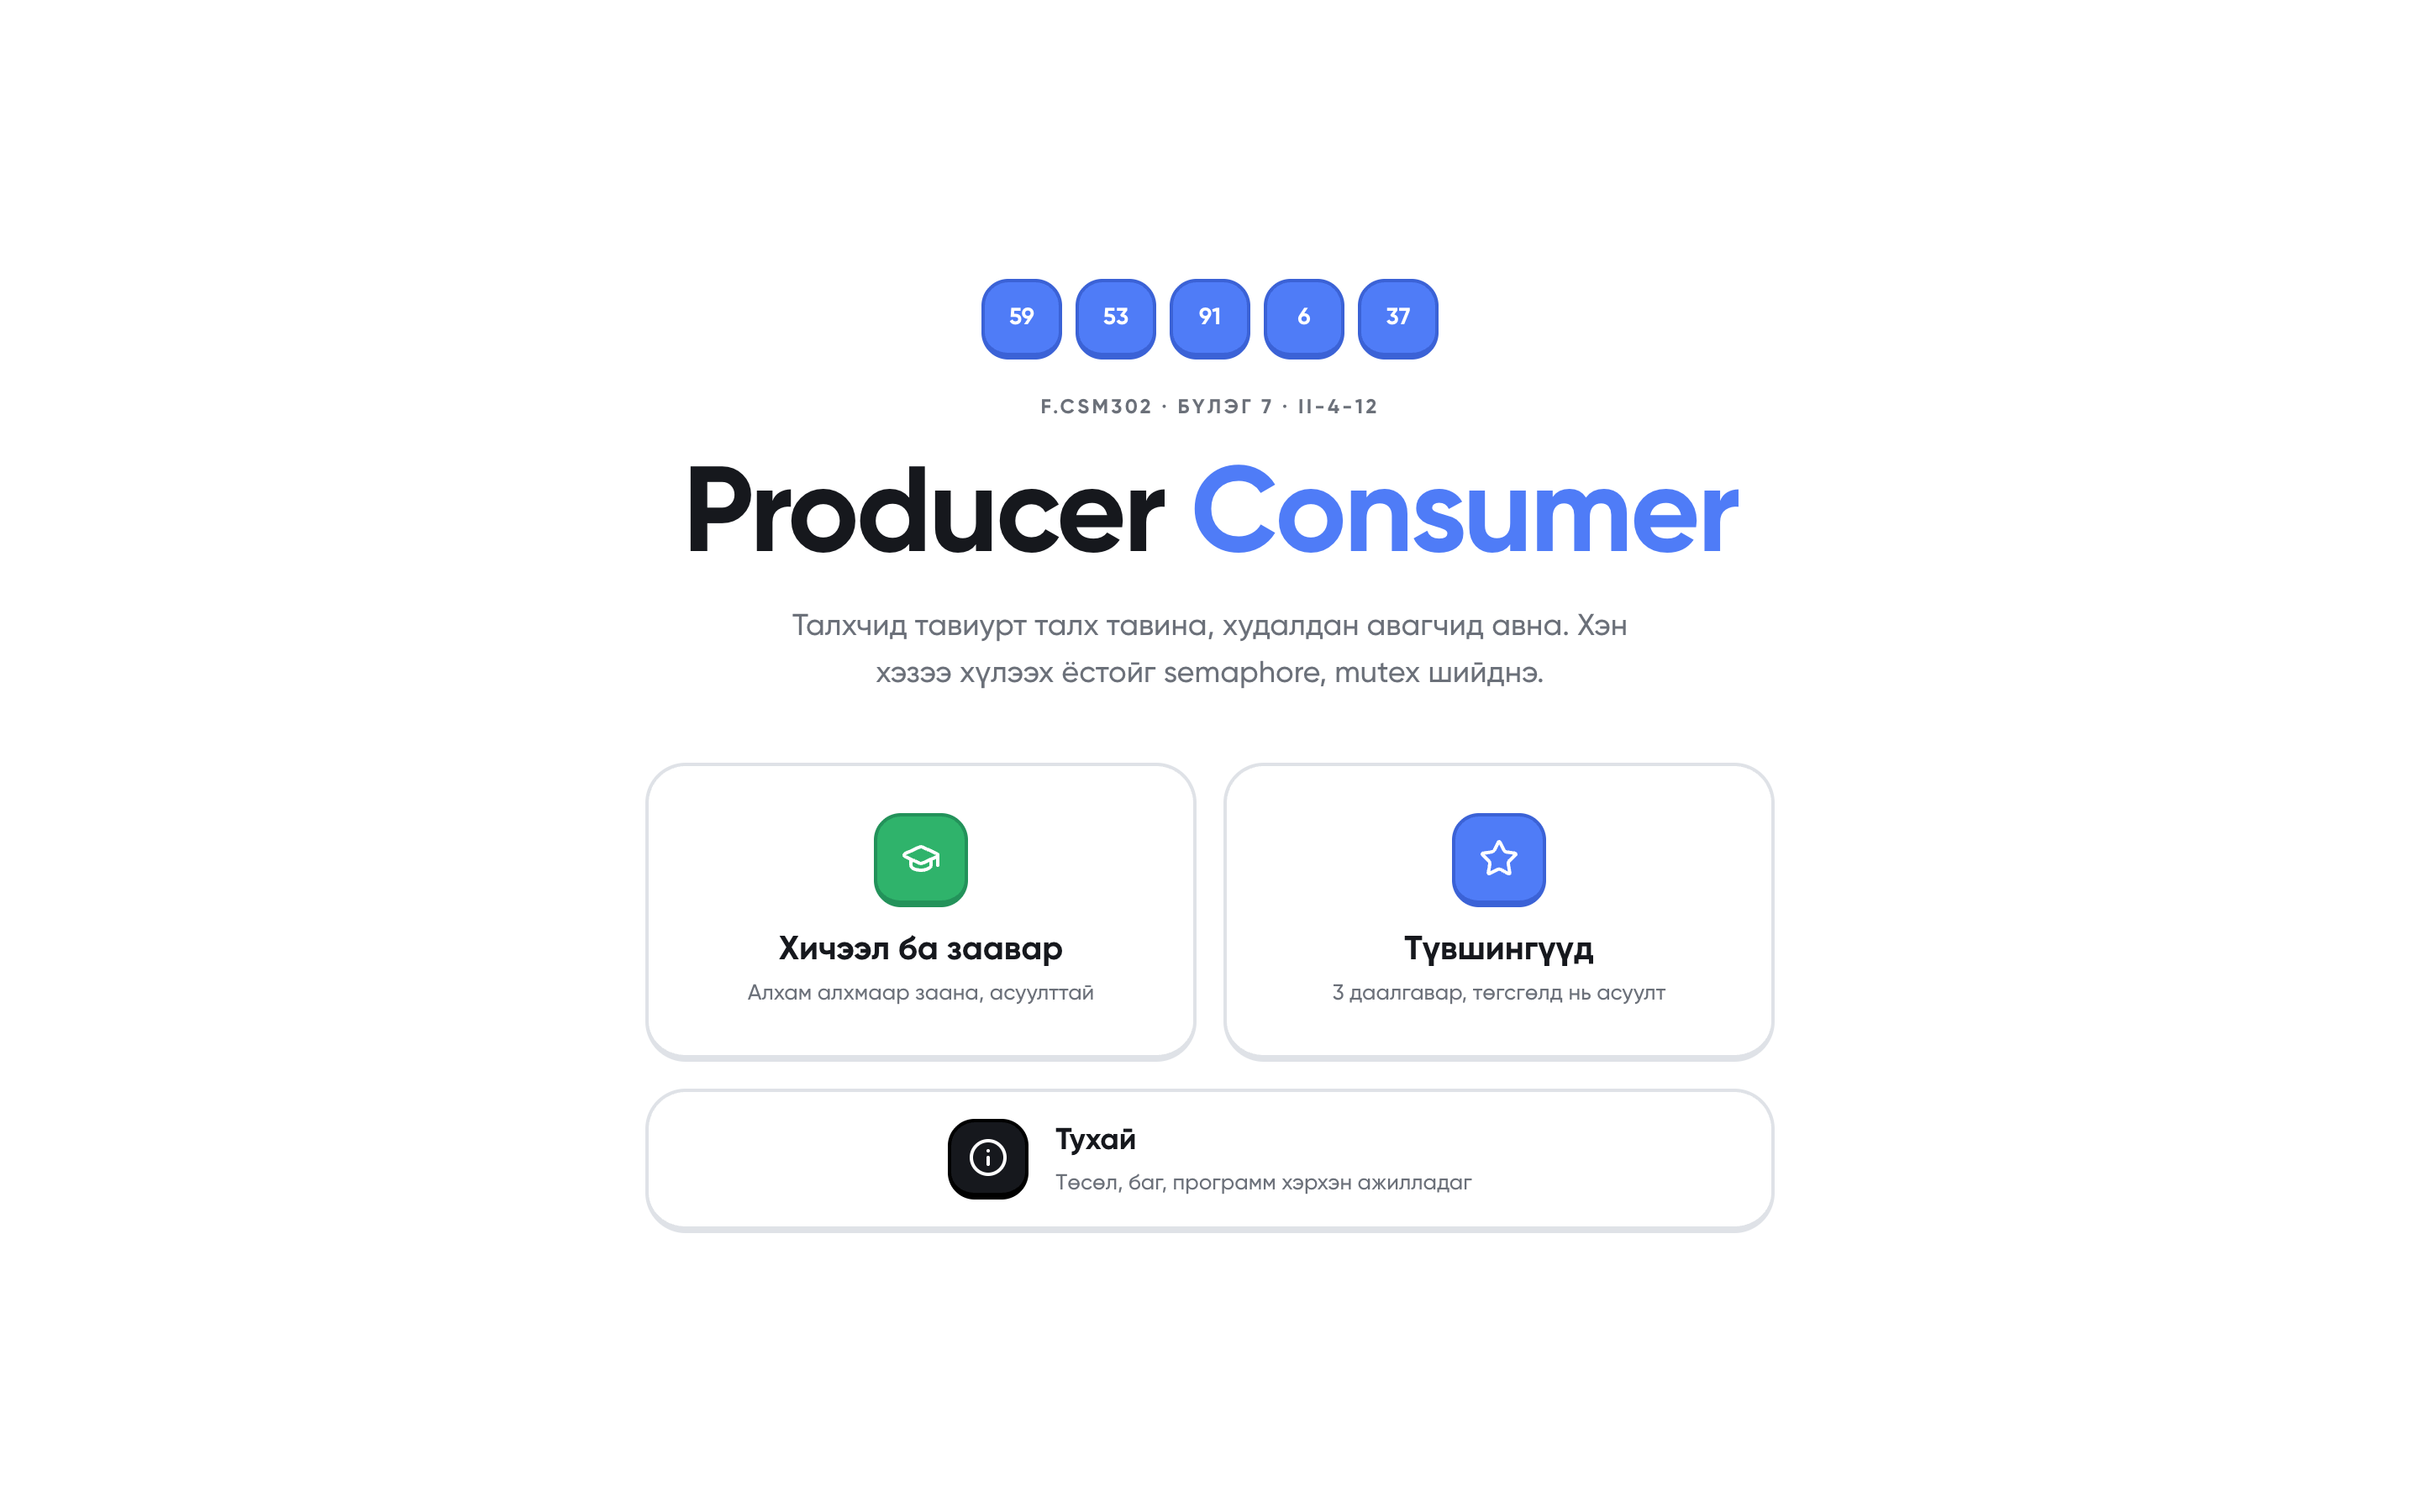 59 53 91 6 37
F.CSM302 · БҮЛЭГ 7 · II-4-12
Producer Consumer
Талхчид тавиурт талх тавина, худалдан авагчид авна. Хэн
хэзээ хүлээх ёстойг semaphore, mutex шийднэ.
Хичээл ба заавар
Алхам алхмаар заана, асуулттай
Түвшингүүд
3 даалгавар, төгсгөлд нь асуулт
Тухай
Төсөл, баг, программ хэрхэн ажилладаг